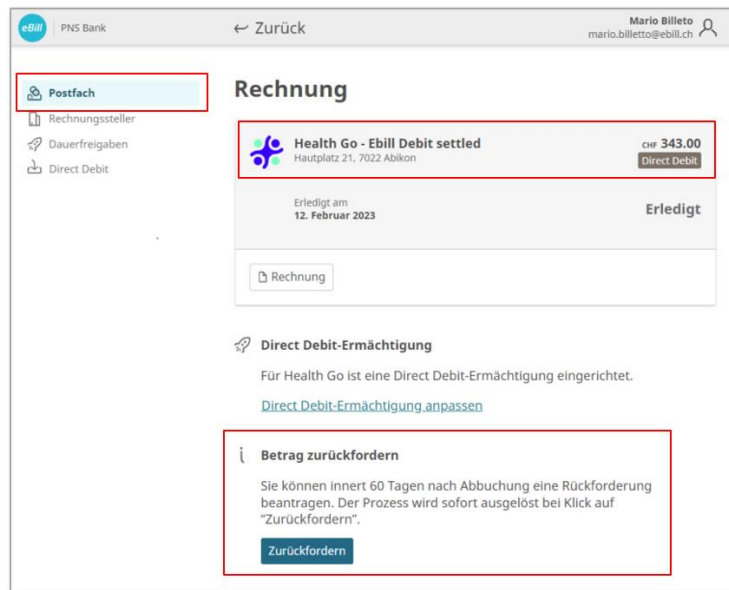 eBill PNS Bank
← Zurück
Mario Billeto
mario.billetto@ebill.ch
Postfach
Rechnungssteller
Dauerfreigaben
Direct Debit
Rechnung
Health Go - Ebill Debit settled
CHF 343.00
Hautplatz 21, 7022 Abikon
Direct Debit
Erledigt am
12. Februar 2023
Erledigt
Rechnung
Direct Debit-Ermächtigung
Für Health Go ist eine Direct Debit-Ermächtigung eingerichtet.
Direct Debit-Ermächtigung anpassen
Betrag zurückfordern
Sie können innert 60 Tagen nach Abbuchung eine Rückforderung
beantragen. Der Prozess wird sofort ausgelöst bei Klick auf
"Zurückfordern".
Zurückfordern